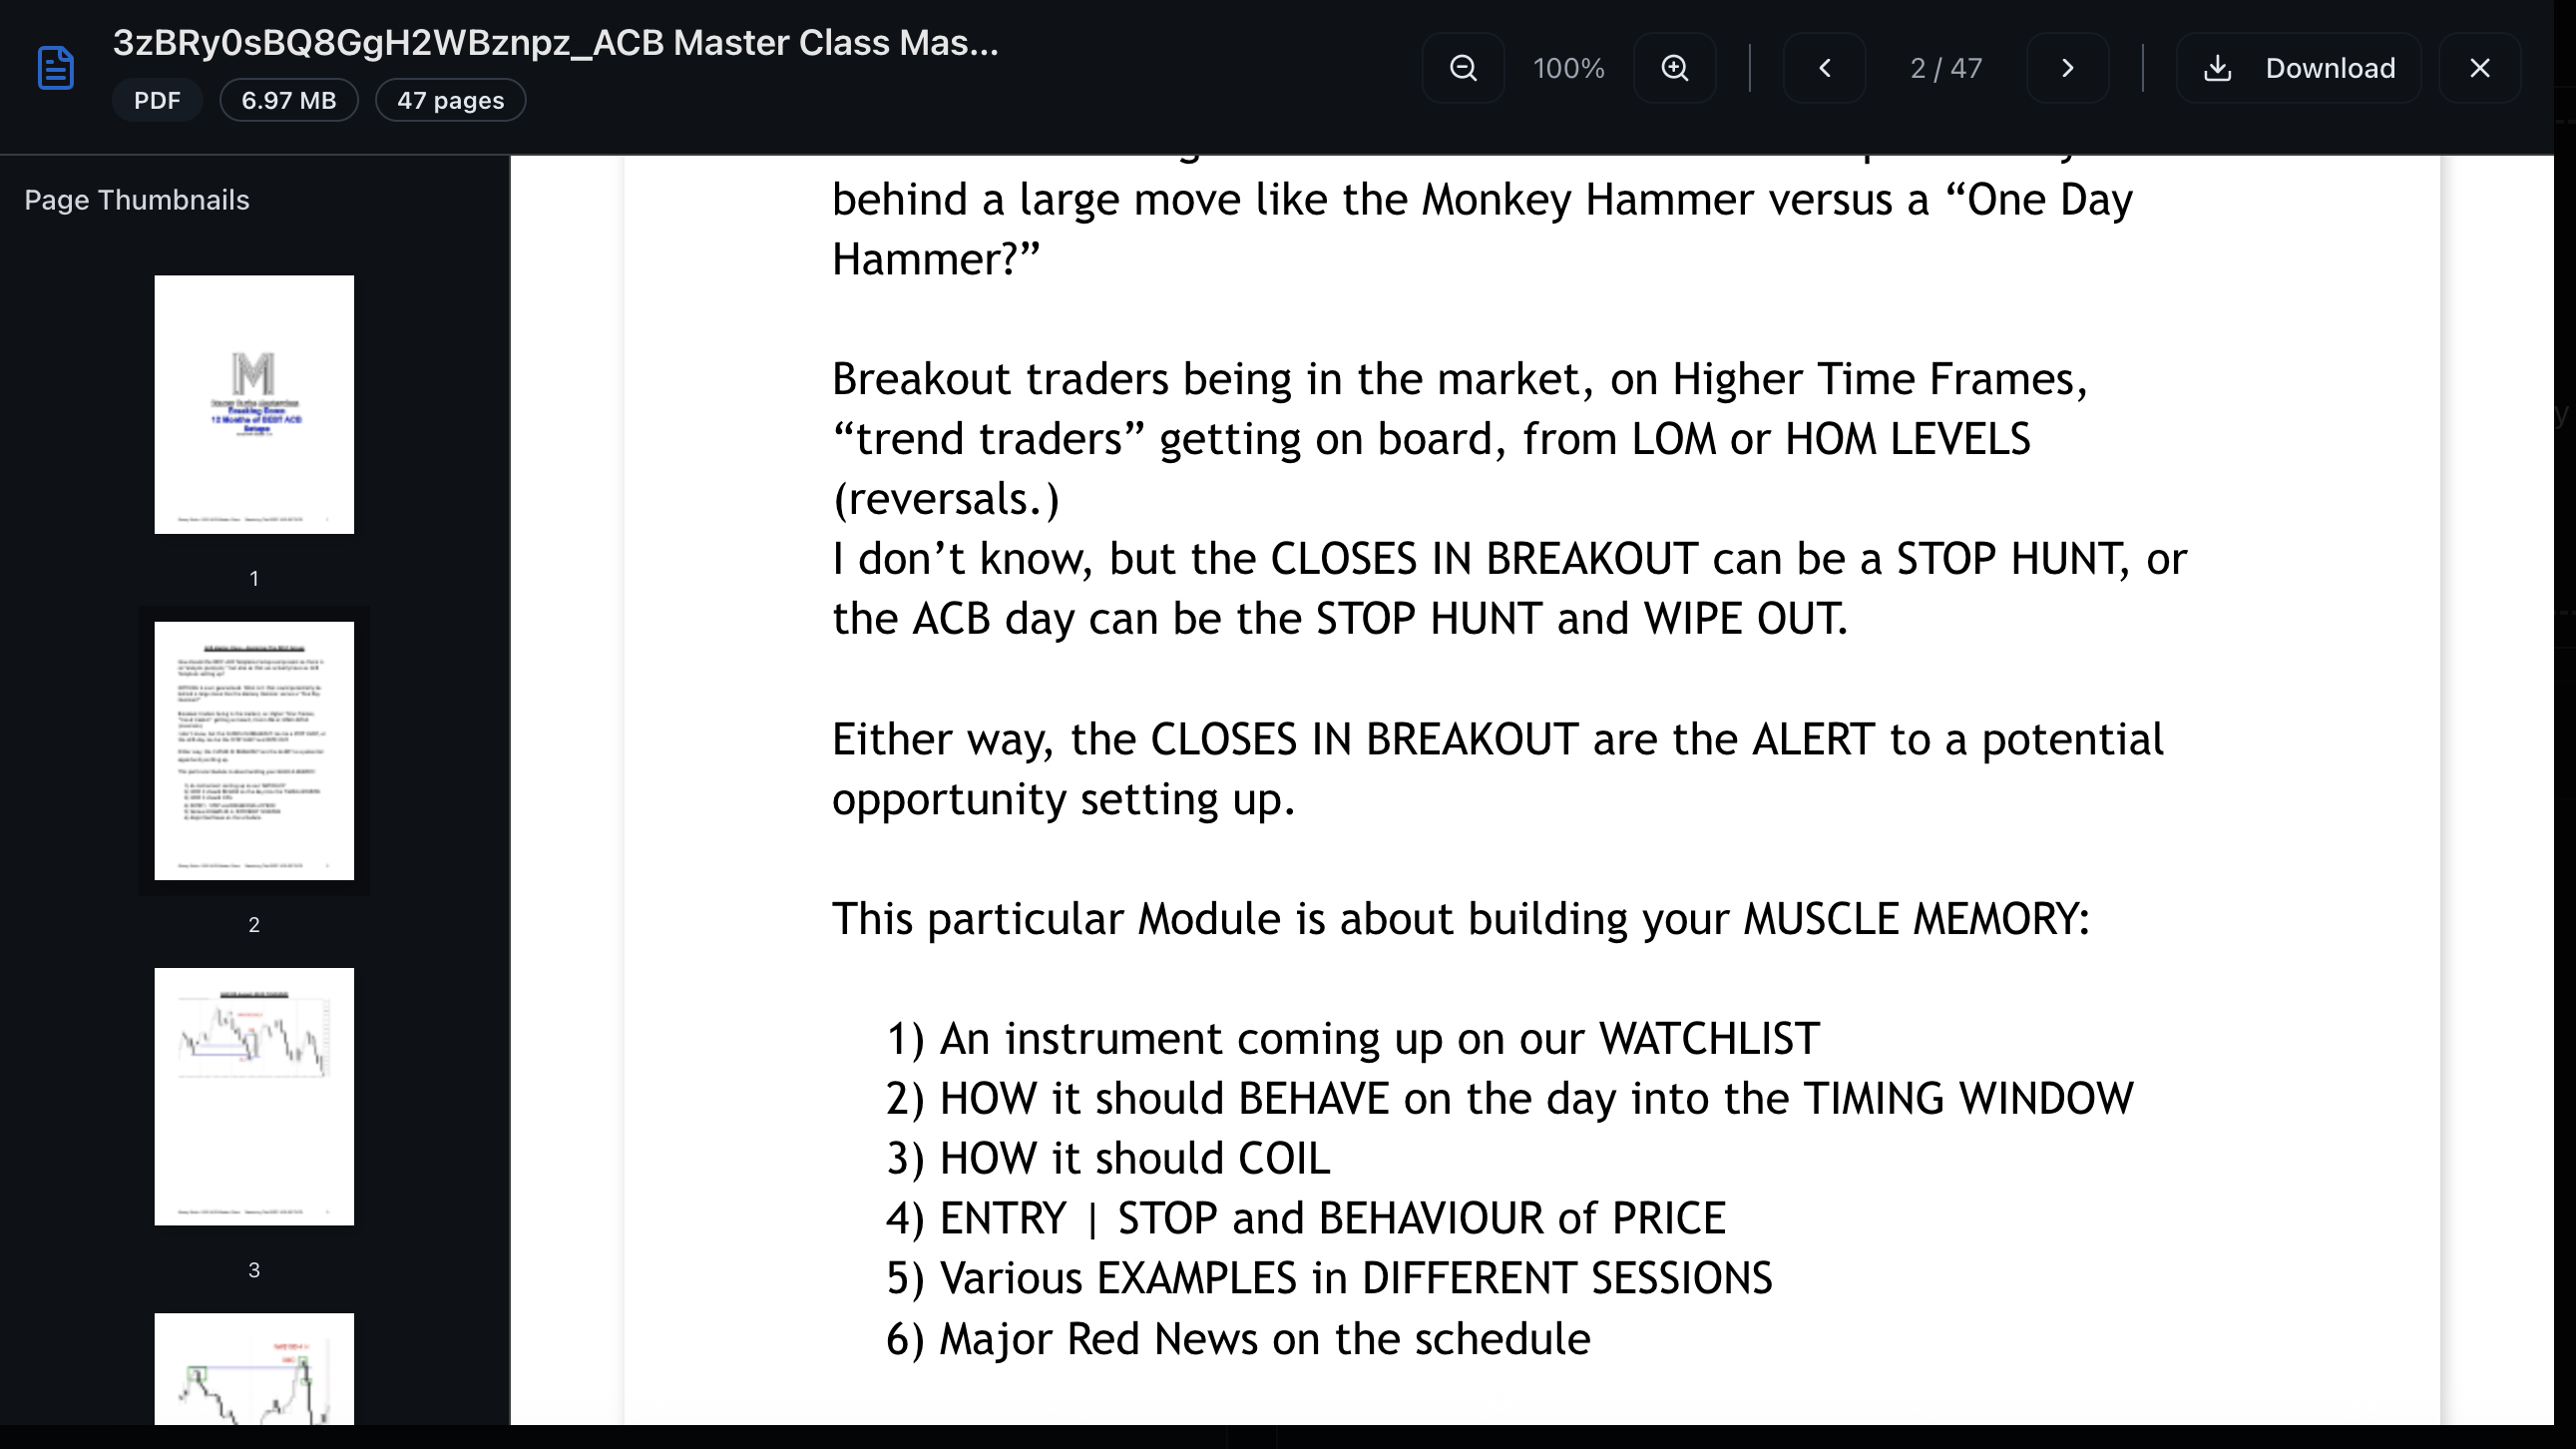 3zBRy0sBQ8GgH2WBznpz_ACB Master Class Mas...
PDF
6.97 MB
47 pages
100%
2 / 47
Download
Page Thumbnails
1
2
3
behind a large move like the Monkey Hammer versus a “One Day
Hammer?”
Breakout traders being in the market, on Higher Time Frames,
“trend traders” getting on board, from LOM or HOM LEVELS
(reversals.)
I don’t know, but the CLOSES IN BREAKOUT can be a STOP HUNT, or
the ACB day can be the STOP HUNT and WIPE OUT.
Either way, the CLOSES IN BREAKOUT are the ALERT to a potential
opportunity setting up.
This particular Module is about building your MUSCLE MEMORY:
1) An instrument coming up on our WATCHLIST
2) HOW it should BEHAVE on the day into the TIMING WINDOW
3) HOW it should COIL
4) ENTRY | STOP and BEHAVIOUR of PRICE
5) Various EXAMPLES in DIFFERENT SESSIONS
6) Major Red News on the schedule